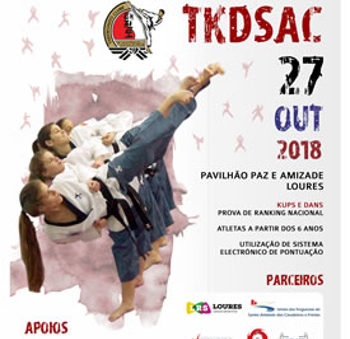 TKDSAC
27
OUT
2018
PAVILHÃO PAZ E AMIZADE
LOURES
KUPS E DANS
PROVA DE RANKING NACIONAL
ATLETAS A PARTIR DOS 6 ANOS
UTILIZAÇÃO DE SISTEMA
ELECTRÓNICO DE PONTUAÇÃO
PARCEIROS
LOURES
APOIOS